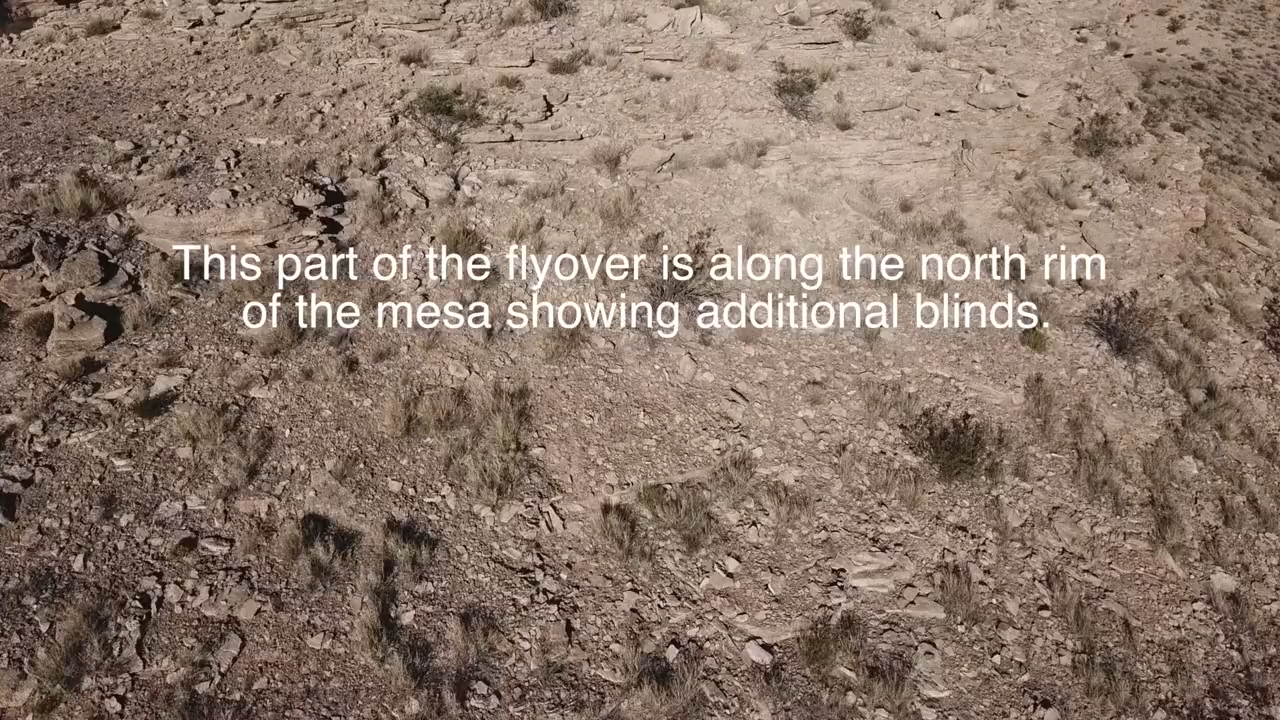 This part of the flyover is along the north rim
of the mesa showing additional blinds.